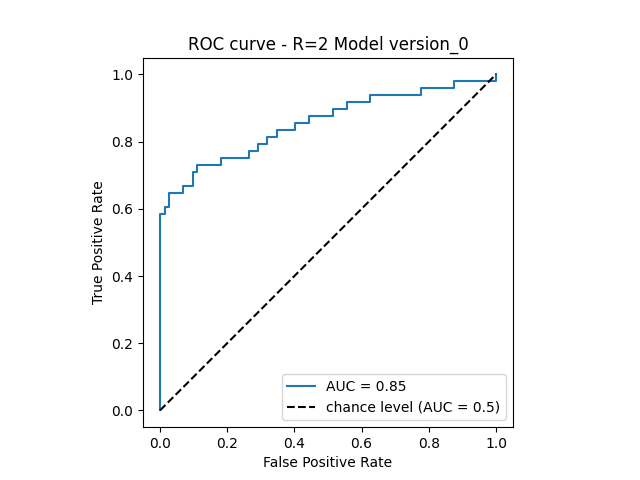 ROC curve - R=2 Model version_0
True Positive Rate
1.0
0.8
0.6
0.4
0.2
0.0
AUC = 0.85
chance level (AUC = 0.5)
0.0 0.2 0.4 0.6 0.8 1.0
False Positive Rate